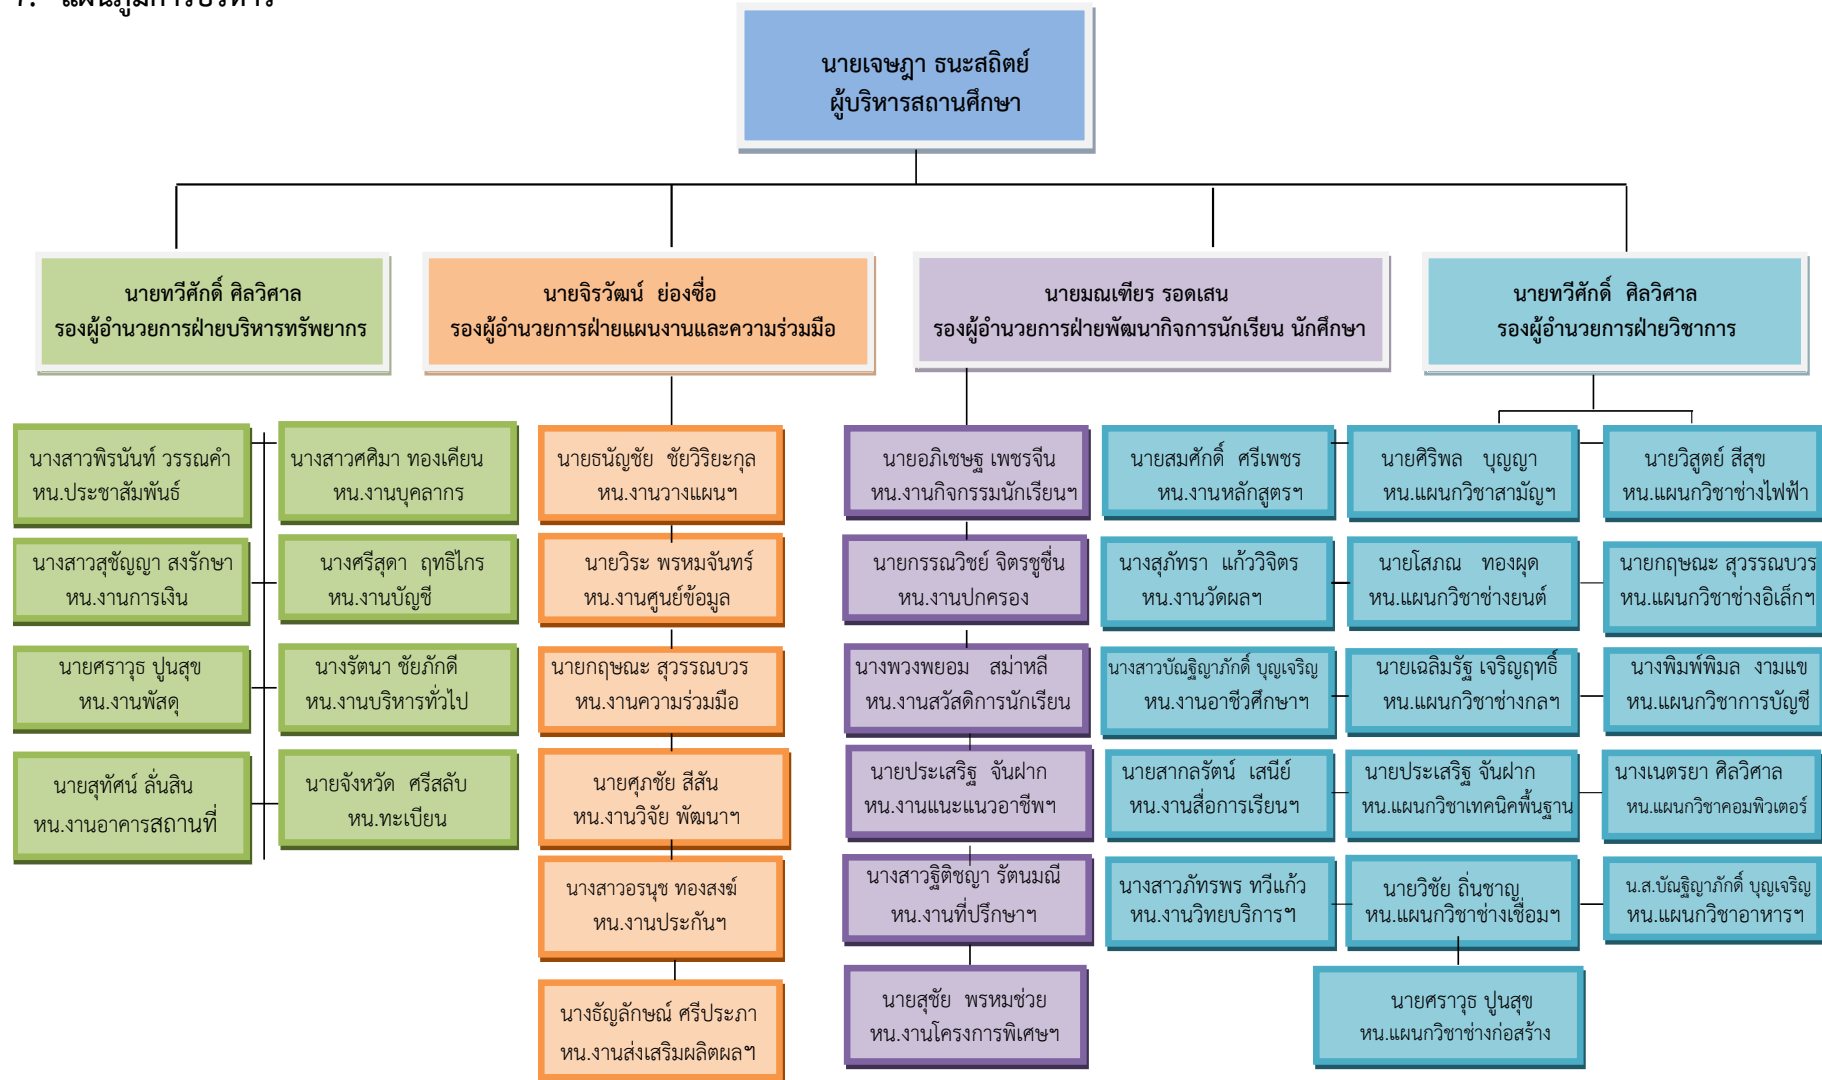 1. แผนภูมิการบริหาร
นายเจษฎา ธนะสถิตย์
ผู้บริหารสถานศึกษา
นายทวีศักดิ์ ศิลวิศาล
รองผู้อำนวยการฝ่ายบริหารทรัพยากร
นายจิรวัฒน์ ย่องซื่อ
รองผู้อำนวยการฝ่ายแผนงานและความร่วมมือ
นายมณเฑียร รอดเสน
รองผู้อำนวยการฝ่ายพัฒนากิจการนักเรียน นักศึกษา
นายทวีศักดิ์ ศิลวิศาล
รองผู้อำนวยการฝ่ายวิชาการ
นางสาวพิรนันท์ วรรณคำ
หน.ประชาสัมพันธ์
นางสาวศศิมา ทองเคียน
หน.งานบุคลากร
นางสาวสุชัญญา สงรักษา
หน.งานการเงิน
นางศรีสุดา ฤทธิไกร
หน.งานบัญชี
นายศราวุธ ปูนสุข
หน.งานพัสดุ
นางรัตนา ชัยภักดี
หน.งานบริหารทั่วไป
นายสุทัศน์ ลั่นสิน
หน.งานอาคารสถานที่
นายจังหวัด ศรีสลับ
หน.ทะเบียน
นายธนัญชัย ชัยวิริยะกุล
หน.งานวางแผนฯ
นายวิระ พรหมจันทร์
หน.งานศูนย์ข้อมูล
นายกฤษณะ สุวรรณบวร
หน.งานความร่วมมือ
นายศุภชัย สีสัน
หน.งานวิจัย พัฒนาฯ
นางสาวอรนุช ทองสงฆ์
หน.งานประกันฯ
นางธัญลักษณ์ ศรีประภา
หน.งานส่งเสริมผลิตผลฯ
นายอภิเชษฐ เพชรจีน
หน.งานกิจกรรมนักเรียนฯ
นายกรรณวิชย์ จิตรชูชื่น
หน.งานปกครอง
นางพวงพยอม สม่าหลี
หน.งานสวัสดิการนักเรียน
นายประเสริฐ จันฝาก
หน.งานแนะแนวอาชีพฯ
นางสาวฐิติชญา รัตนมณี
หน.งานที่ปรึกษาฯ
นายสุชัย พรหมช่วย
หน.งานโครงการพิเศษฯ
นายสมศักดิ์ ศรีเพชร
หน.งานหลักสูตรฯ
นายศิริพล บุญญา
หน.แผนกวิชาสามัญฯ
นายวิสูตย์ สีสุข
หน.แผนกวิชาช่างไฟฟ้า
นางสุภัทรา แก้ววิจิตร
หน.งานวัดผลฯ
นายโสภณ ทองผุด
หน.แผนกวิชาช่างยนต์
นายกฤษณะ สุวรรณบวร
หน.แผนกวิชาช่างอิเล็กฯ
นางสาวบัณฐิญาภักดิ์ บุญเจริญ
หน.งานอาชีวศึกษาฯ
นายเฉลิมรัฐ เจริญฤทธิ์
หน.แผนกวิชาช่างกลฯ
นางพิมพ์พิมล งามแข
หน.แผนกวิชาการบัญชี
นายสากลรัตน์ เสนีย์
หน.งานสื่อการเรียนฯ
นายประเสริฐ จันฝาก
หน.แผนกวิชาเทคนิคพื้นฐาน
นางเนตรยา ศิลวิศาล
หน.แผนกวิชาคอมพิวเตอร์
นางสาวภัทรพร ทวีแก้ว
หน.งานวิทยบริการฯ
นายวิชัย ถิ่นชาญ
หน.แผนกวิชาช่างเชื่อมฯ
น.ส.บัณฐิญาภักดิ์ บุญเจริญ
หน.แผนกวิชาอาหารฯ
นายศราวุธ ปูนสุข
หน.แผนกวิชาช่างก่อสร้าง